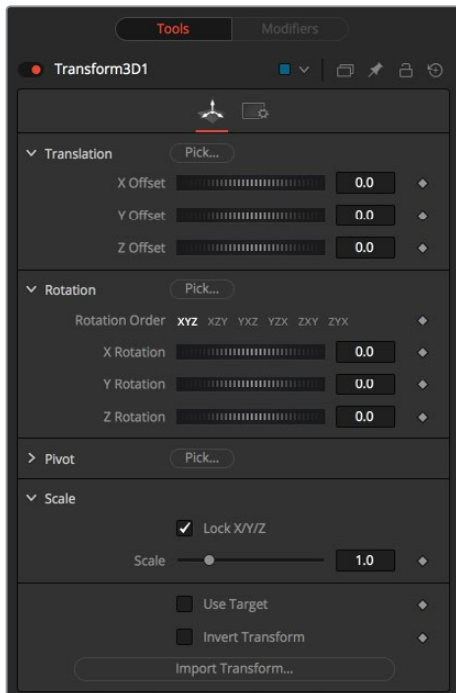 Tools Modifiers
Transform3D1
Translation Pick...
X Offset 0.0
Y Offset 0.0
Z Offset 0.0
Rotation Pick...
Rotation Order XYZ XZY YXZ YZX ZXY ZYX
X Rotation 0.0
Y Rotation 0.0
Z Rotation 0.0
Pivot Pick...
Scale
Lock X/Y/Z
Scale 1.0
Use Target
Invert Transform
Import Transform...